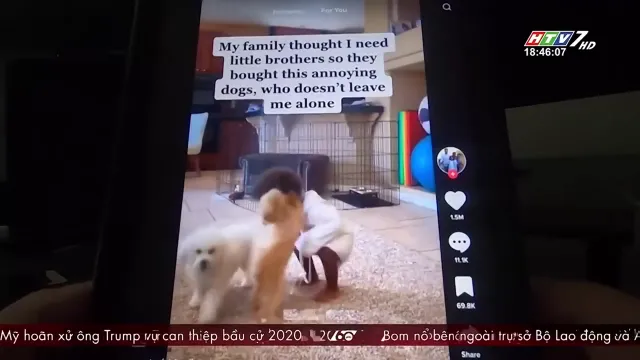 For You
HTV7 HD
18:46:07
My family thought I need
little brothers so they
bought this annoying
dogs, who doesn't leave
me alone
1.5M
11.1K
69.8K
Share
Mỹ hoãn xử ông Trump vụ can thiệp bầu cử 2020
Bom nổ bên ngoài trụ sở Bộ Lao động và